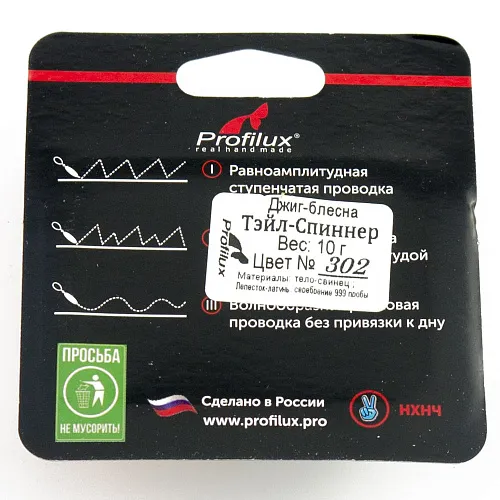 Profilux®
real hand made
I Равноамплитудная
ступенчатая проводка
Джиг-блесна
Тэйл-Спиннер
Вес: 10 г
Цвет № 302
Материалы: тело-свинец;
Лепесток-латунь; серебрение 999 пробы
Profilux
удой
III
проводка без привязки к дну
ПРОСЬБА
НЕ МУСОРИТЬ!
Сделано в России
www.profilux.pro
НХНЧ